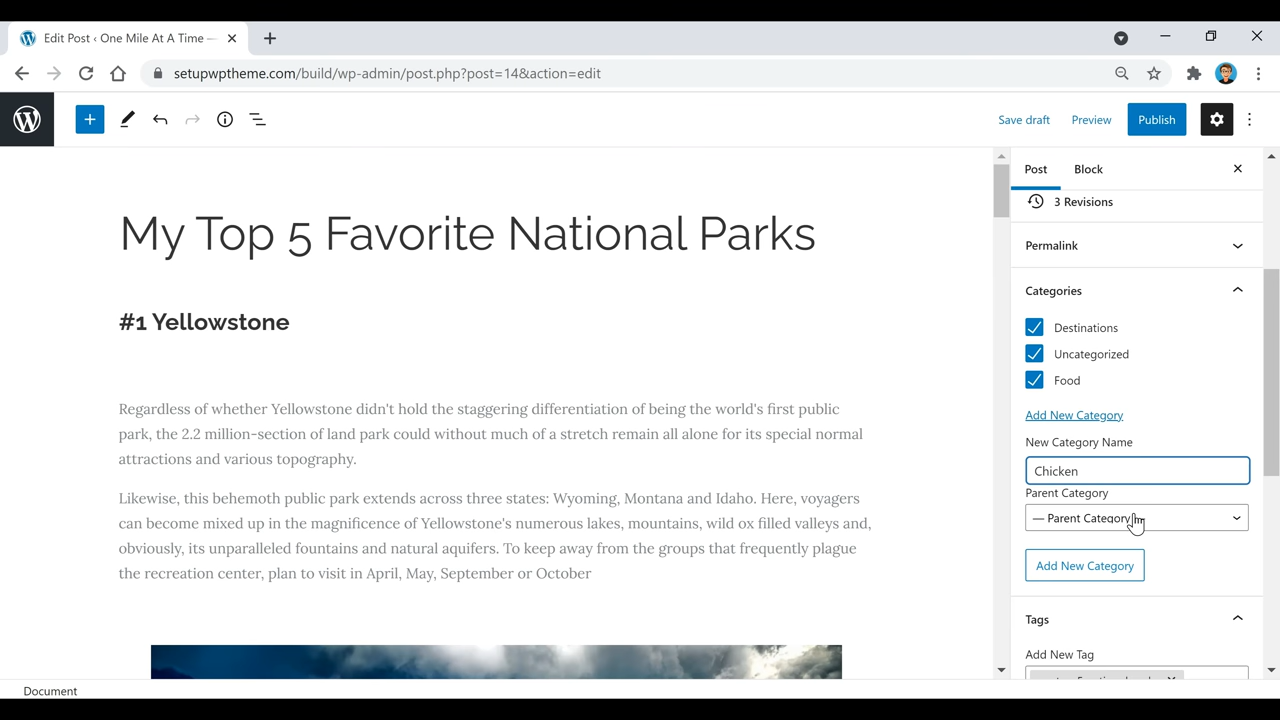 Edit Post ‹ One Mile At A Time —
setupwptheme.com/build/wp-admin/post.php?post=14&action=edit
Save draft
Preview
Publish
My Top 5 Favorite National Parks
#1 Yellowstone
Regardless of whether Yellowstone didn't hold the staggering differentiation of being the world's first public
park, the 2.2 million-section of land park could without much of a stretch remain all alone for its special normal
attractions and various topography.
Likewise, this behemoth public park extends across three states: Wyoming, Montana and Idaho. Here, voyagers
can become mixed up in the magnificence of Yellowstone's numerous lakes, mountains, wild ox filled valleys and,
obviously, its unparalleled fountains and natural aquifers. To keep away from the groups that frequently plague
the recreation center, plan to visit in April, May, September or October
Post
Block
3 Revisions
Permalink
Categories
Destinations
Uncategorized
Food
Add New Category
New Category Name
Chicken
Parent Category
— Parent Category
Add New Category
Tags
Add New Tag
Document